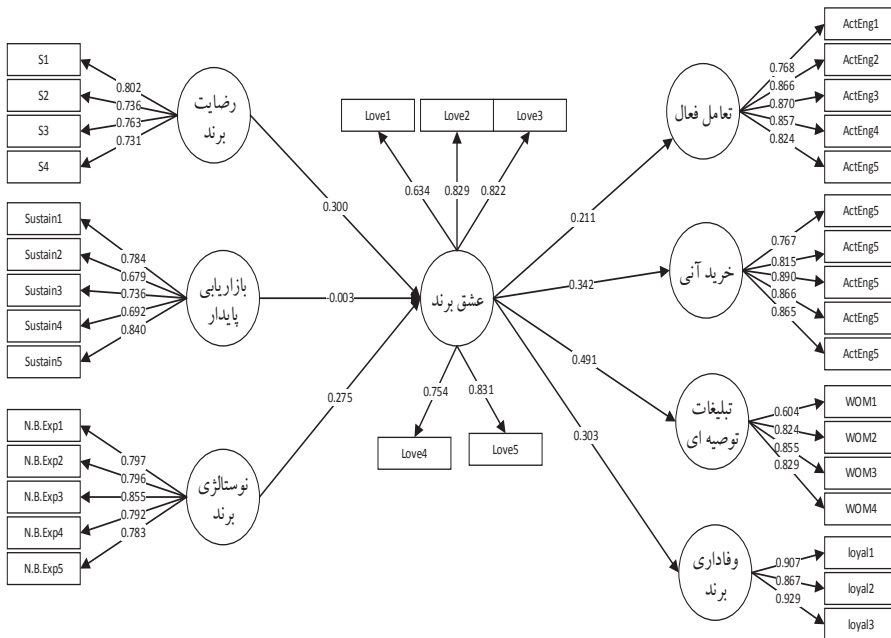 S1
S2
S3
S4
0.802
0.736
0.763
0.731
رضایت
برند
0.300
Sustain1
Sustain2
Sustain3
Sustain4
Sustain5
0.784
0.679
0.736
0.692
0.840
بازاریابی
پایدار
-0.003
N.B.Exp1
N.B.Exp2
N.B.Exp3
N.B.Exp4
N.B.Exp5
0.797
0.796
0.855
0.792
0.783
نوستالژی
برند
0.275
Love1
Love2
Love3
0.634
0.829
0.822
عشق برند
0.754
0.831
Love4
Love5
0.211
0.342
0.491
0.303
تعامل فعال
0.768
0.866
0.870
0.857
0.824
ActEng1
ActEng2
ActEng3
ActEng4
ActEng5
خرید آنی
0.767
0.815
0.890
0.866
0.865
ActEng5
ActEng5
ActEng5
ActEng5
ActEng5
تبلیغات
توصیه ای
0.604
0.824
0.855
0.829
WOM1
WOM2
WOM3
WOM4
وفاداری
برند
0.907
0.867
0.929
loyal1
loyal2
loyal3